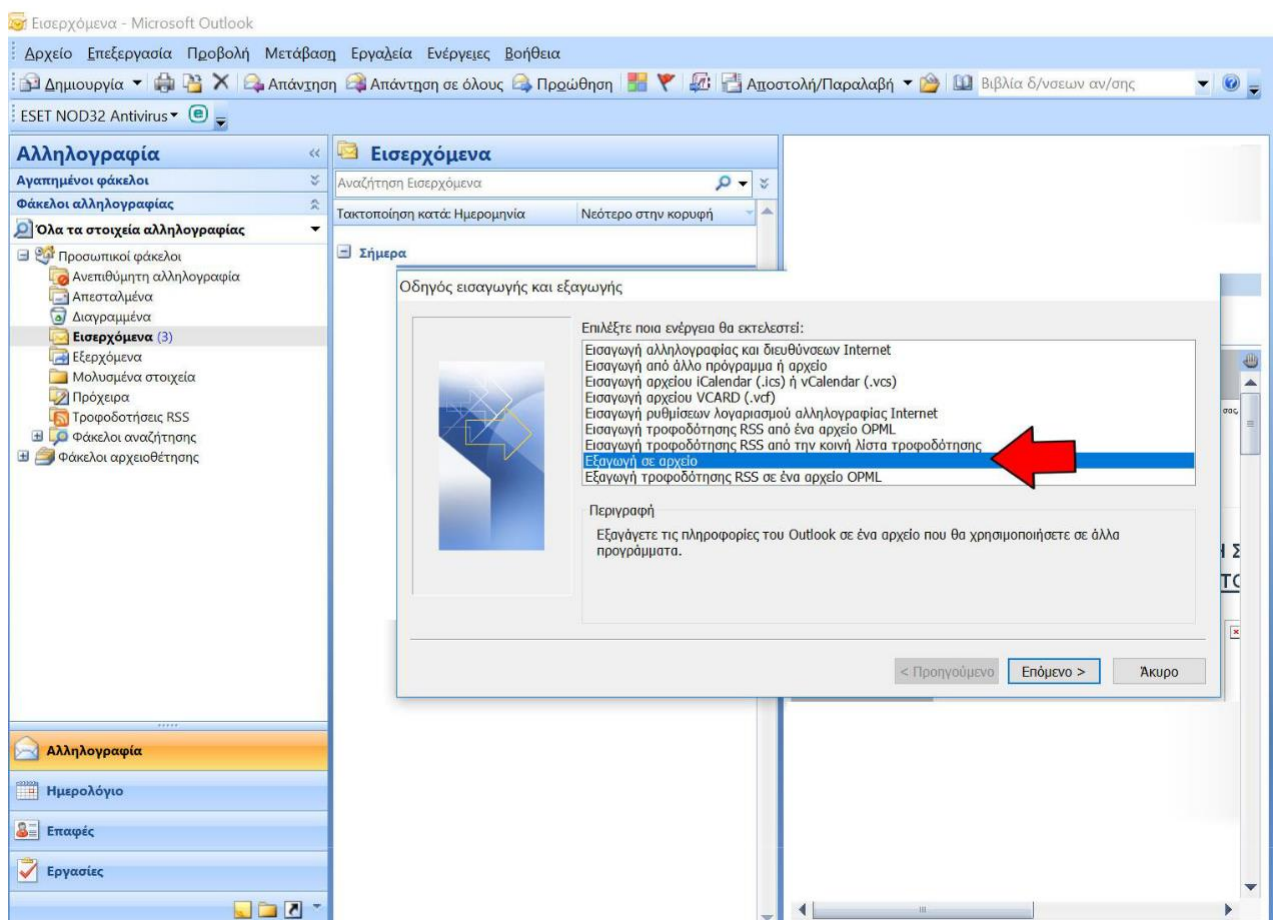 Εισερχόμενα - Microsoft Outlook
Αρχείο Επεξεργασία Προβολή Μετάβαση Εργαλεία Ενέργειες Βοήθεια
Δημιουργία Απάντηση Απάντηση σε όλους Προώθηση Αποστολή/Παραλαβή Βιβλία δ/νσεων αν/σης
ESET NOD32 Antivirus
Αλληλογραφία
Αγαπημένοι φάκελοι
Φάκελοι αλληλογραφίας
Όλα τα στοιχεία αλληλογραφίας
Προσωπικοί φάκελοι
Ανεπιθύμητη αλληλογραφία
Απεσταλμένα
Διαγραμμένα
Εισερχόμενα (3)
Εξερχόμενα
Μολυσμένα στοιχεία
Πρόχειρα
Τροφοδοτήσεις RSS
Φάκελοι αναζήτησης
Φάκελοι αρχειοθέτησης
Αλληλογραφία
Ημερολόγιο
Επαφές
Εργασίες
Εισερχόμενα
Αναζήτηση Εισερχόμενα
Τακτοποίηση κατά: Ημερομηνία Νεότερο στην κορυφή
Σήμερα
Οδηγός εισαγωγής και εξαγωγής
Επιλέξτε ποια ενέργεια θα εκτελεστεί:
Εισαγωγή αλληλογραφίας και διευθύνσεων Internet
Εισαγωγή από άλλο πρόγραμμα ή αρχείο
Εισαγωγή αρχείου iCalendar (.ics) ή vCalendar (.vcs)
Εισαγωγή αρχείου VCARD (.vcf)
Εισαγωγή ρυθμίσεων λογαριασμού αλληλογραφίας Internet
Εισαγωγή τροφοδότησης RSS από ένα αρχείο OPML
Εισαγωγή τροφοδότησης RSS από την κοινή λίστα τροφοδότησης
Εξαγωγή σε αρχείο
Εξαγωγή τροφοδότησης RSS σε ένα αρχείο OPML
Περιγραφή
Εξαγάγετε τις πληροφορίες του Outlook σε ένα αρχείο που θα χρησιμοποιήσετε σε άλλα
προγράμματα.
< Προηγούμενο Επόμενο > Άκυρο
σας